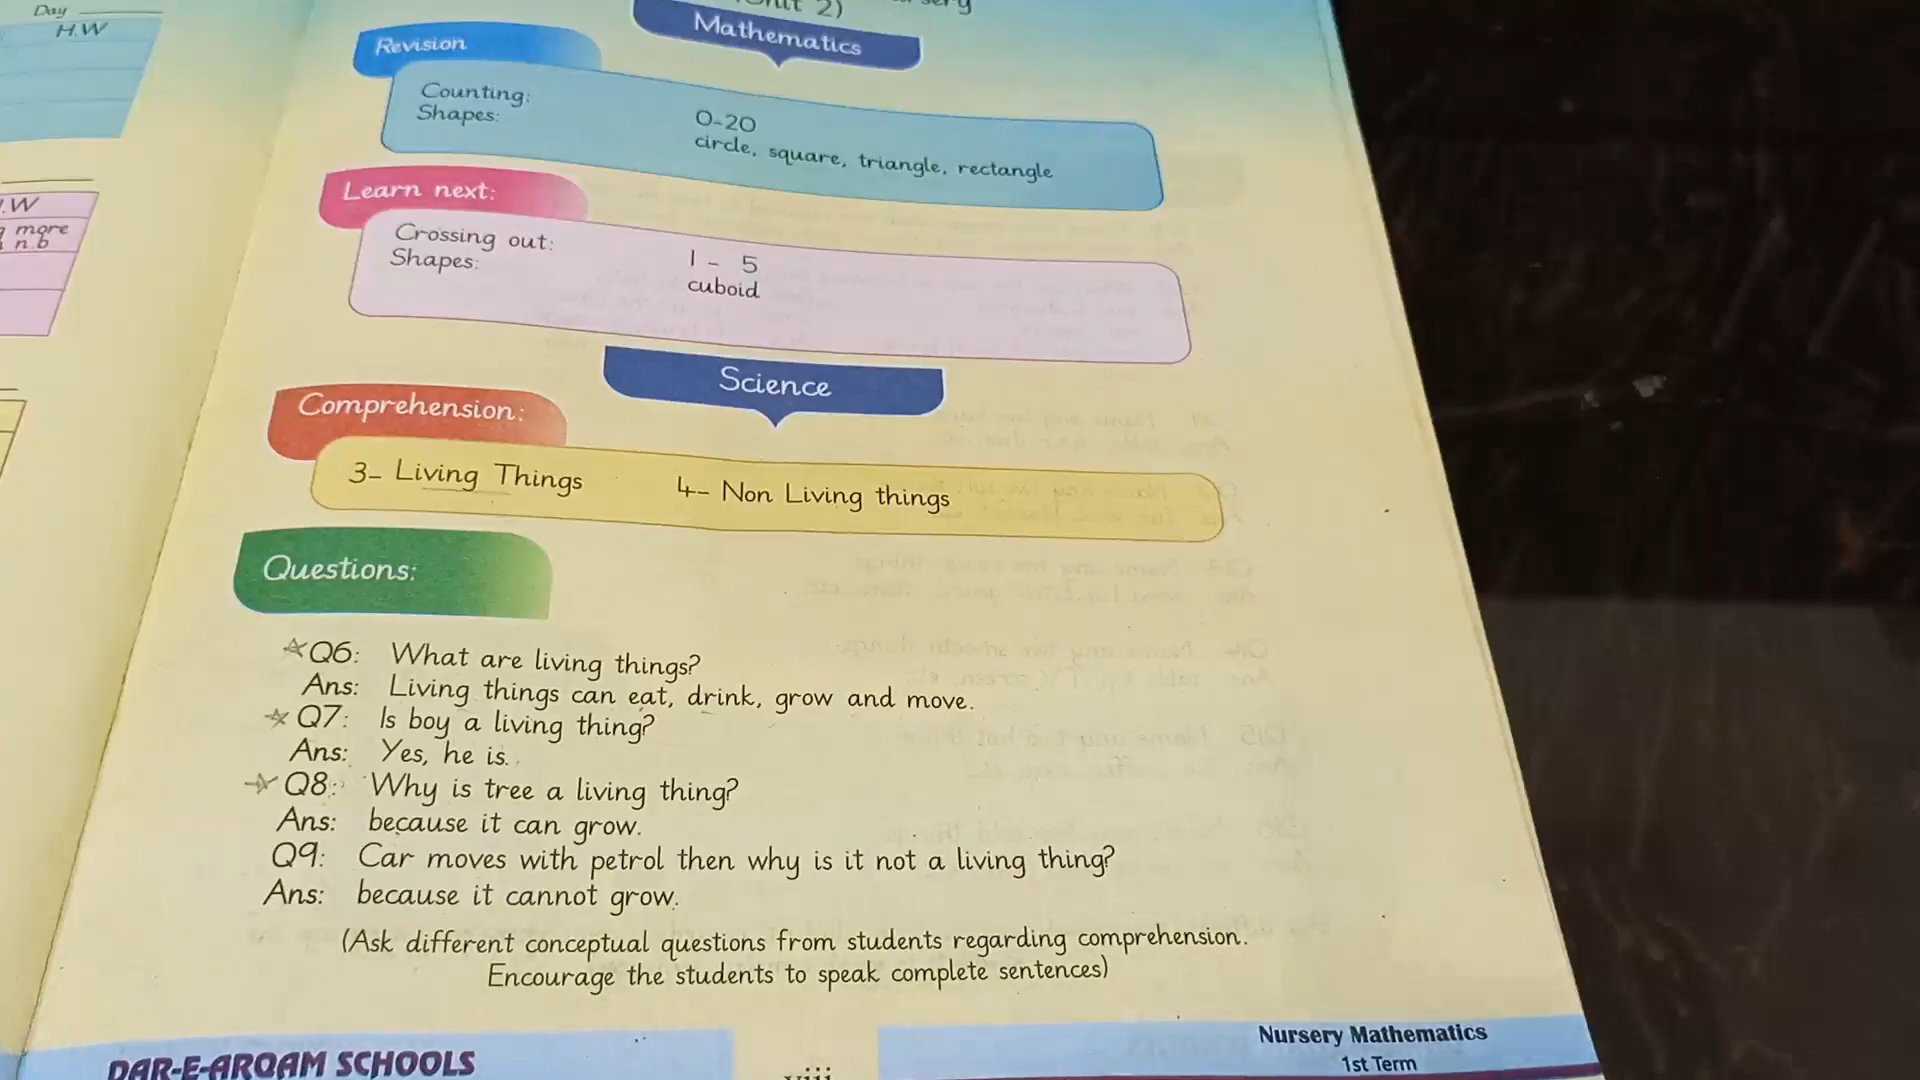 Day
H.W
.W
more
n.b
Unit 2)
Mathematics
Revision
Counting: 0-20
Shapes: circle, square, triangle, rectangle
Learn next:
Crossing out: 1 - 5
Shapes: cuboid
Science
Comprehension:
3- Living Things 4- Non Living things
Questions:
Q6: What are living things?
Ans: Living things can eat, drink, grow and move.
Q7: Is boy a living thing?
Ans: Yes, he is.
Q8: Why is tree a living thing?
Ans: because it can grow.
Q9: Car moves with petrol then why is it not a living thing?
Ans: because it cannot grow.
(Ask different conceptual questions from students regarding comprehension.
Encourage the students to speak complete sentences)
DAR-E-ARQAM SCHOOLS
viii
Nursery Mathematics
1st Term